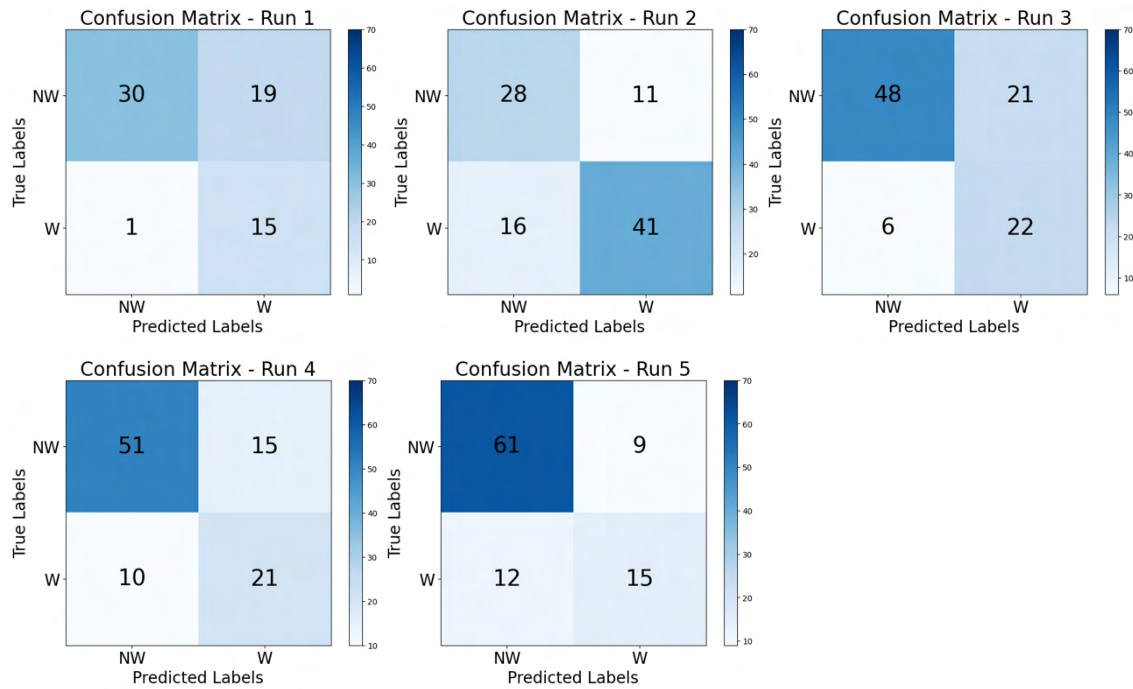 Confusion Matrix - Run 1
70
60
50
40
30
20
10
NW
W
30 19
1 15
NW W
True Labels
Predicted Labels
Confusion Matrix - Run 2
70
60
50
40
30
20
NW
W
28 11
16 41
NW W
True Labels
Predicted Labels
Confusion Matrix - Run 3
70
60
50
40
30
20
10
NW
W
48 21
6 22
NW W
True Labels
Predicted Labels
Confusion Matrix - Run 4
70
60
50
40
30
20
10
NW
W
51 15
10 21
NW W
True Labels
Predicted Labels
Confusion Matrix - Run 5
70
60
50
40
30
20
10
NW
W
61 9
12 15
NW W
True Labels
Predicted Labels